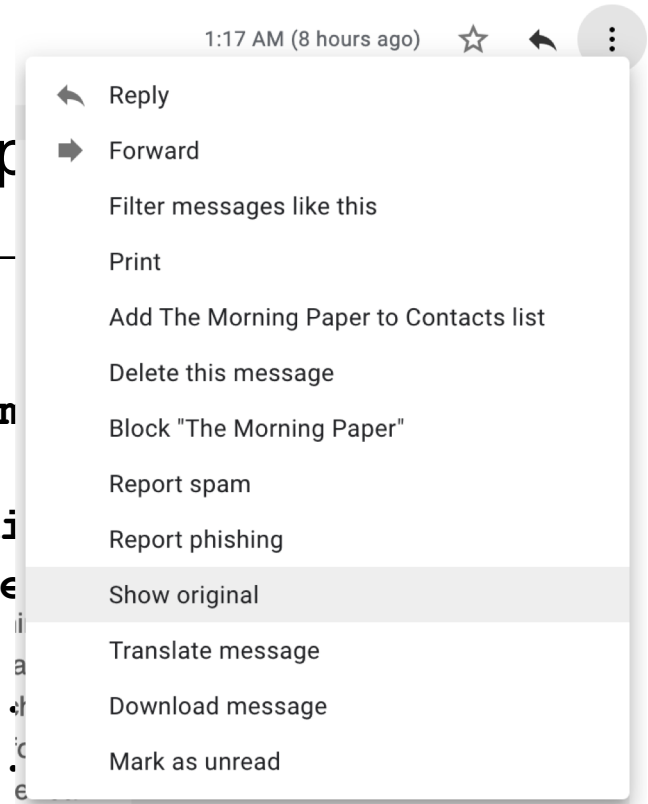 1:17 AM (8 hours ago)
Reply
Forward
Filter messages like this
Print
Add The Morning Paper to Contacts list
Delete this message
Block "The Morning Paper"
Report spam
Report phishing
Show original
Translate message
Download message
Mark as unread